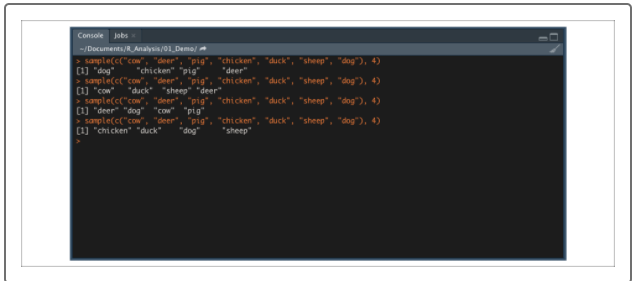 Console Jobs ×
~/Documents/R_Analysis/01_Demo/
> sample(c("cow", "deer", "pig", "chicken", "duck", "sheep", "dog"), 4)
[1] "dog"     "chicken" "pig"     "deer"
> sample(c("cow", "deer", "pig", "chicken", "duck", "sheep", "dog"), 4)
[1] "cow"   "duck"  "sheep" "deer"
> sample(c("cow", "deer", "pig", "chicken", "duck", "sheep", "dog"), 4)
[1] "deer" "dog"  "cow"  "pig"
> sample(c("cow", "deer", "pig", "chicken", "duck", "sheep", "dog"), 4)
[1] "chicken" "duck"    "dog"     "sheep"
>